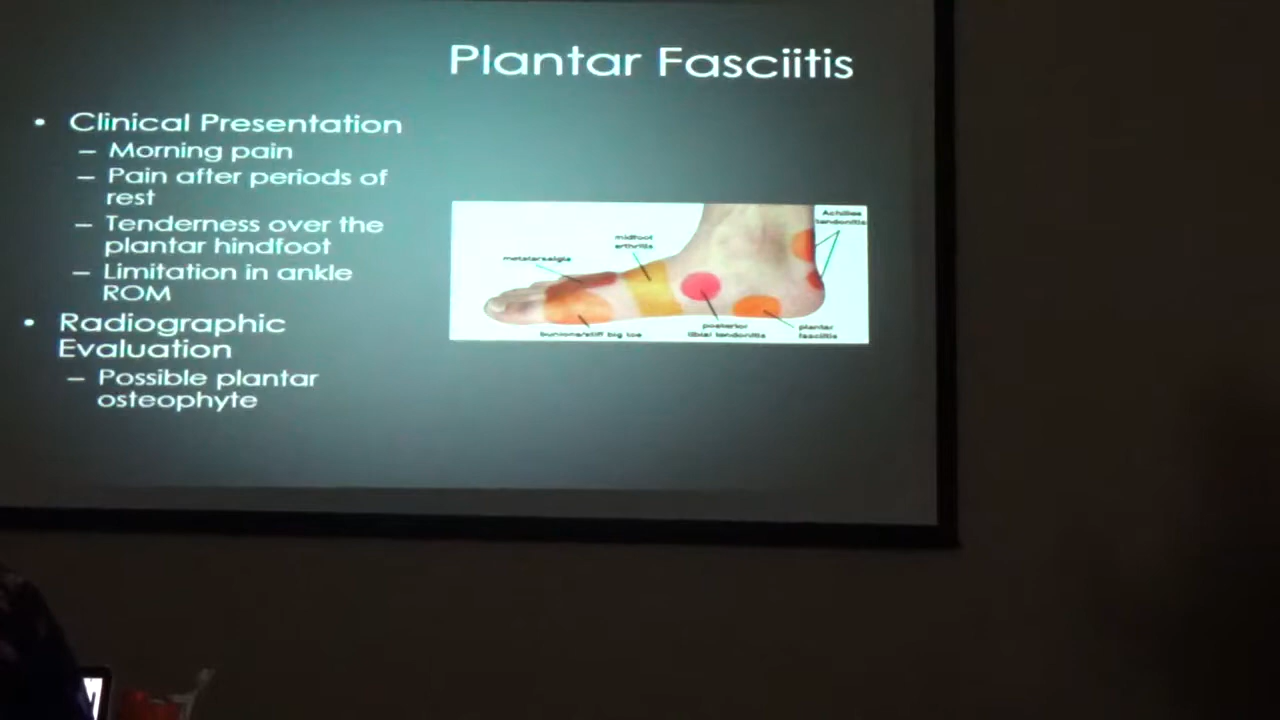 Plantar Fasciitis
• Clinical Presentation
– Morning pain
– Pain after periods of
rest
– Tenderness over the
plantar hindfoot
– Limitation in ankle
ROM
• Radiographic
Evaluation
– Possible plantar
osteophyte
Achilles
tendonitis
midfoot
arthritis
metatarsalgia
bunions/stiff big toe
posterior
tibial tendonitis
plantar
fasciitis